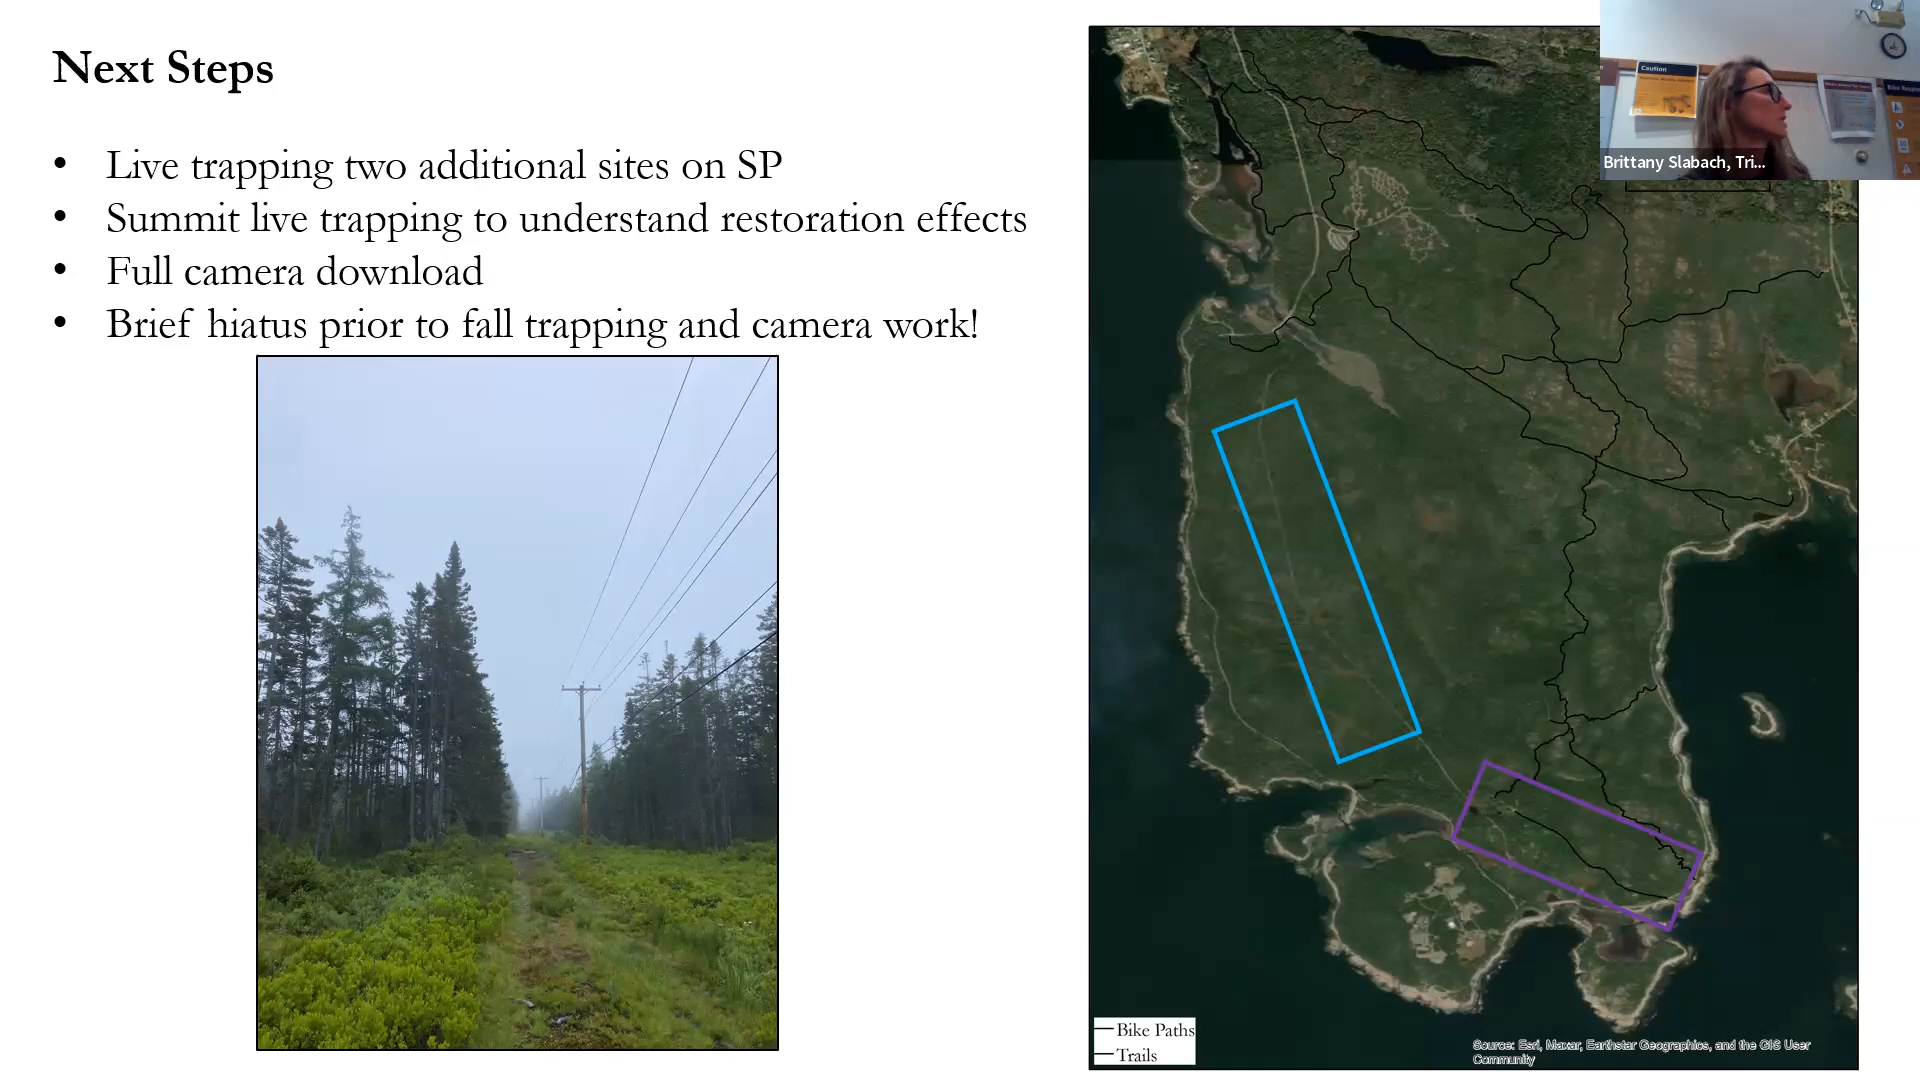 Next Steps
• Live trapping two additional sites on SP
• Summit live trapping to understand restoration effects
• Full camera download
• Brief hiatus prior to fall trapping and camera work!
Caution
Brittany Slabach, Tri...
Bike Paths
Trails
Source: Esri, Maxar, Earthstar Geographics, and the GIS User
Community